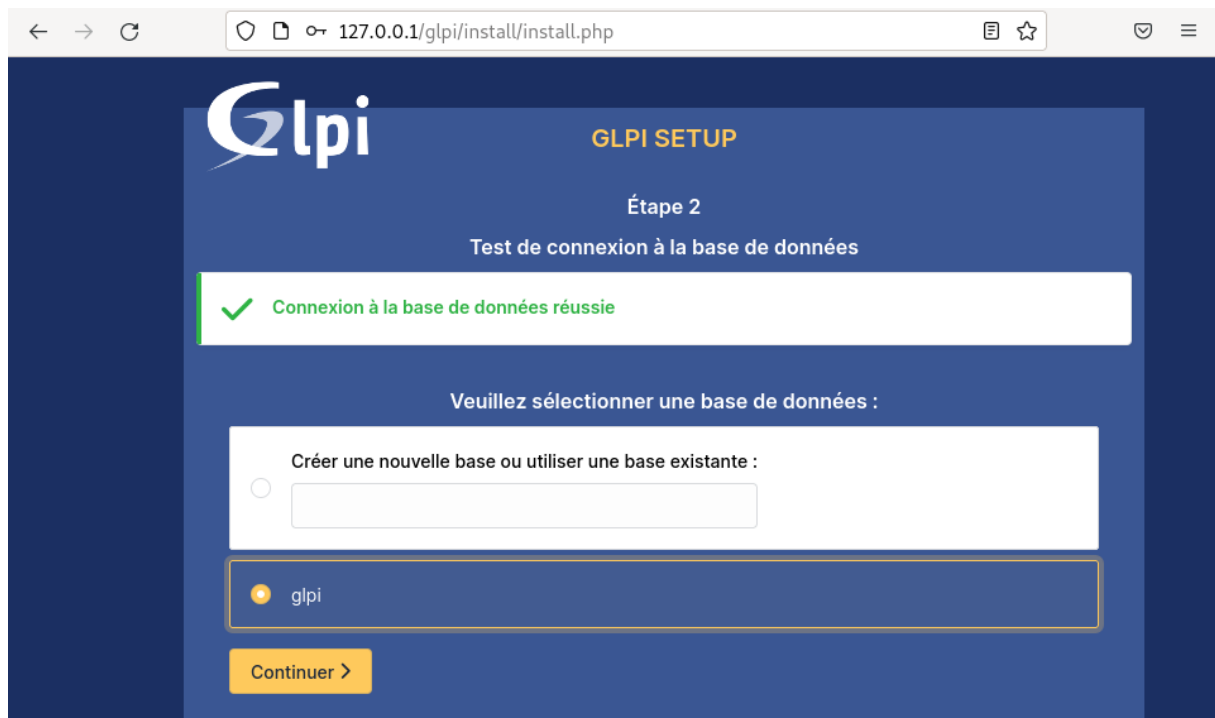 127.0.0.1/glpi/install/install.php
Glpi
GLPI SETUP
Étape 2
Test de connexion à la base de données
Connexion à la base de données réussie
Veuillez sélectionner une base de données :
Créer une nouvelle base ou utiliser une base existante :
glpi
Continuer